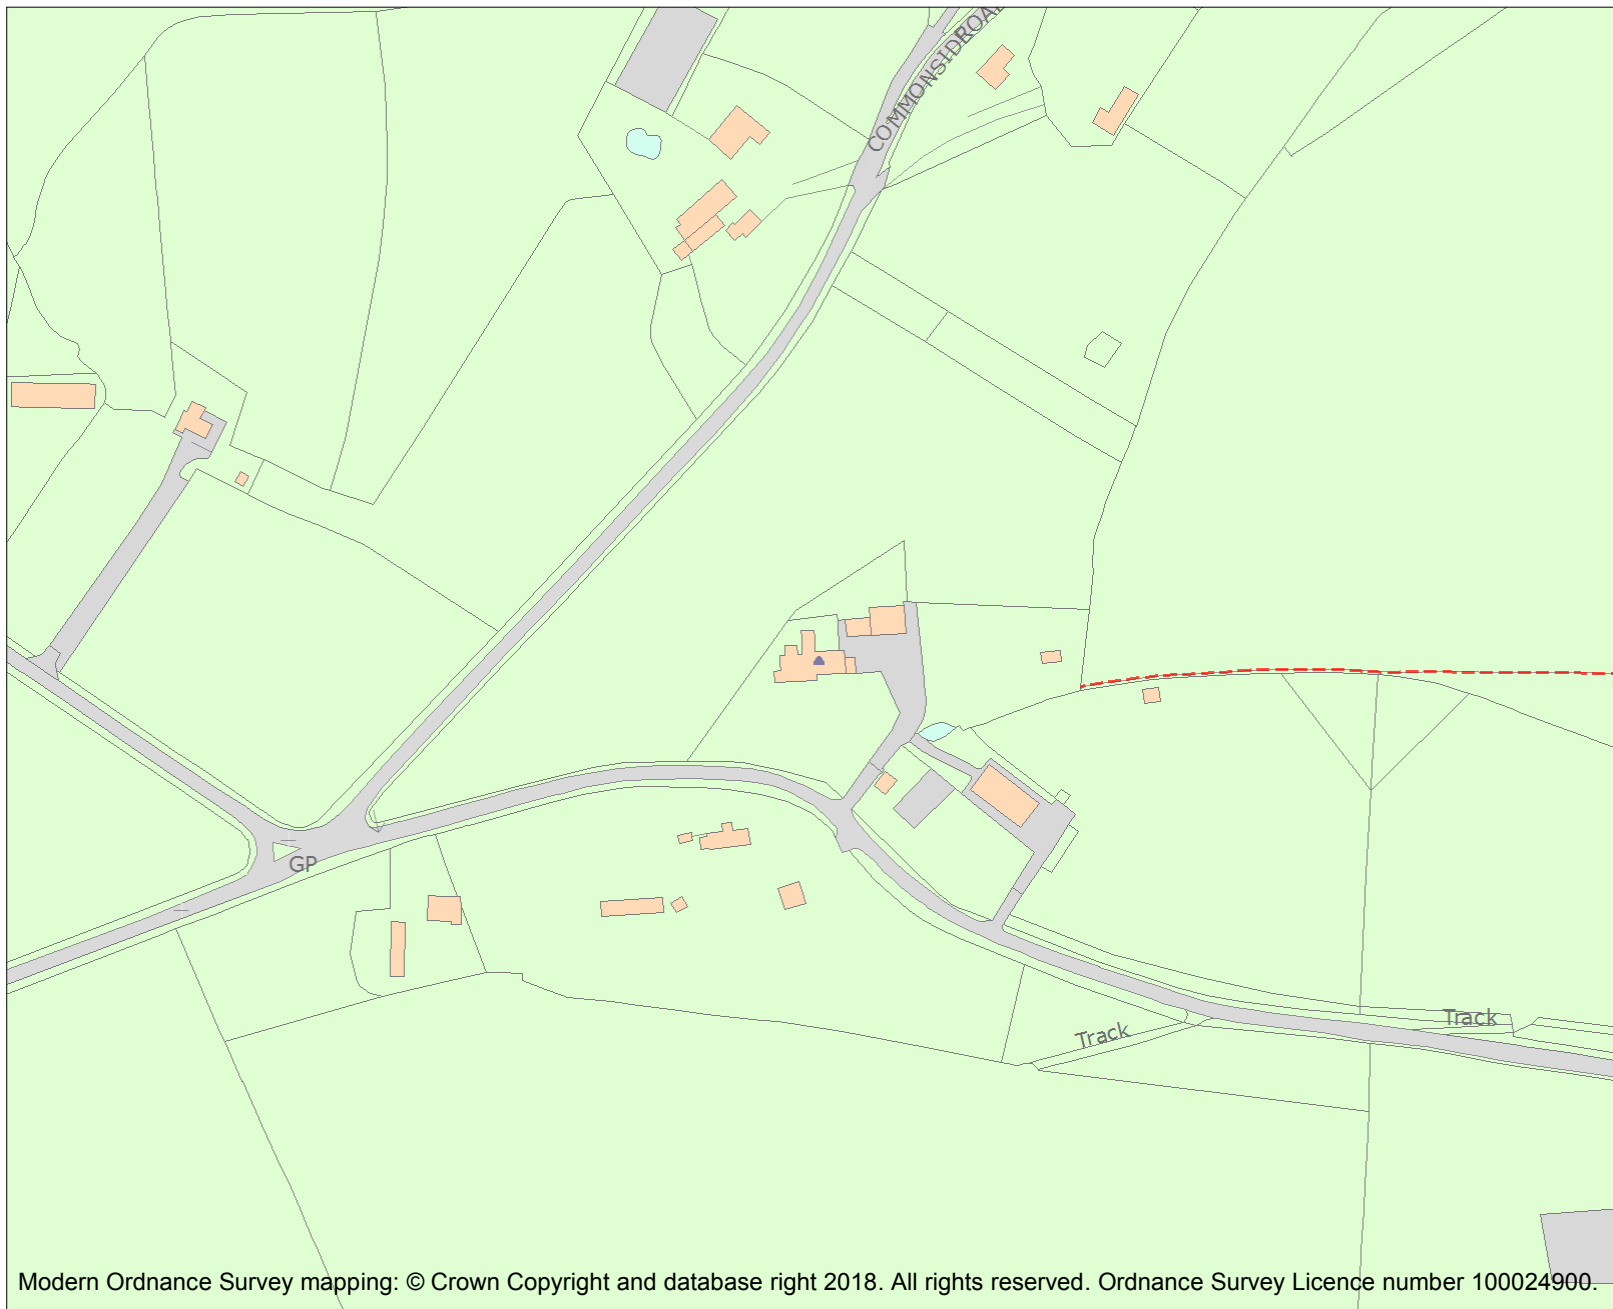 COMMONSIDROAD
GP
Track
Track
Modern Ordnance Survey mapping: © Crown Copyright and database right 2018. All rights reserved. Ordnance Survey Licence number 100024900.